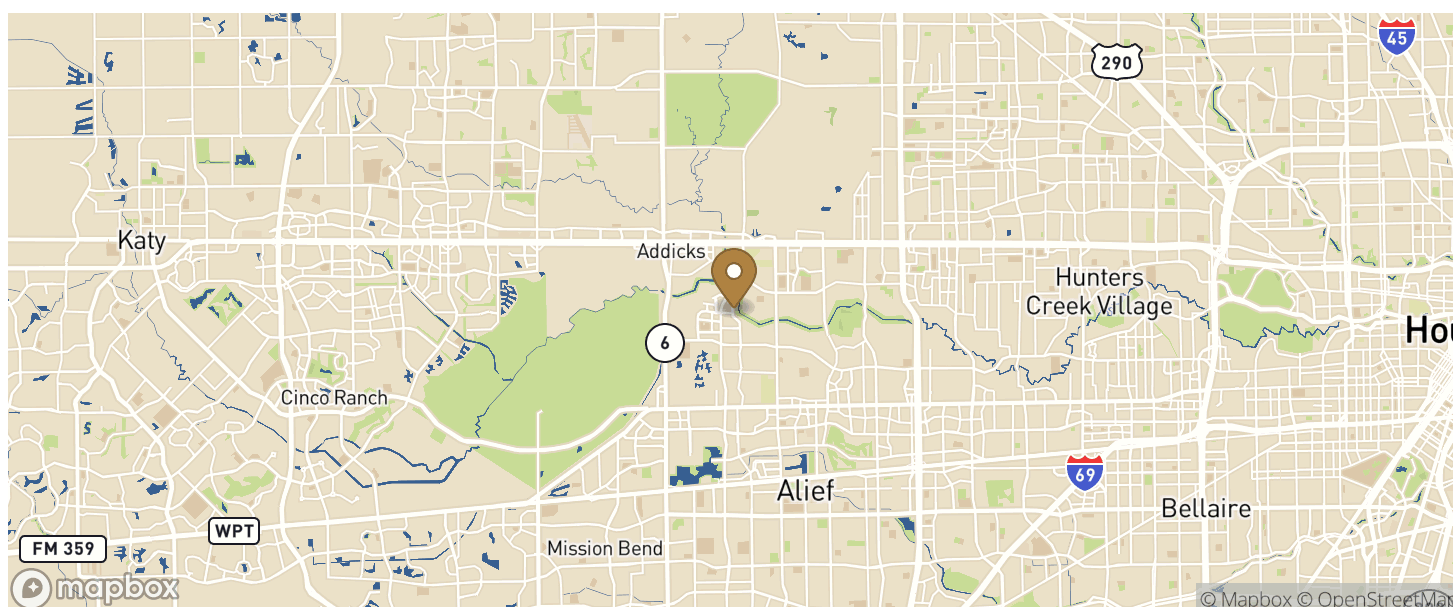 45
290
Katy
Addicks
Hunters
Creek Village
6
Hou
Cinco Ranch
69
Alief
Bellaire
WPT
FM 359
Mission Bend
mapbox
© Mapbox © OpenStreetMap